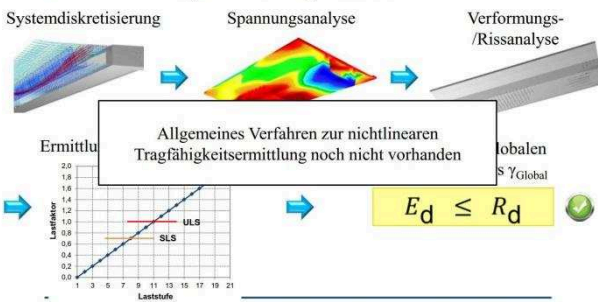 Systemdiskretisierung
Spannungsanalyse
Verformungs-
/Rissanalyse
Allgemeines Verfahren zur nichtlinearen
Tragfähigkeitsermittlung noch nicht vorhanden
γGlobal
Lastfaktor
2,0
1,8
1,6
1,4
1,2
1,0
0,8
0,6
0,4
0,2
0,0
ULS
SLS
1 3 5 7 9 11 13 15 17 19 21
Laststufe
Ed ≤ Rd